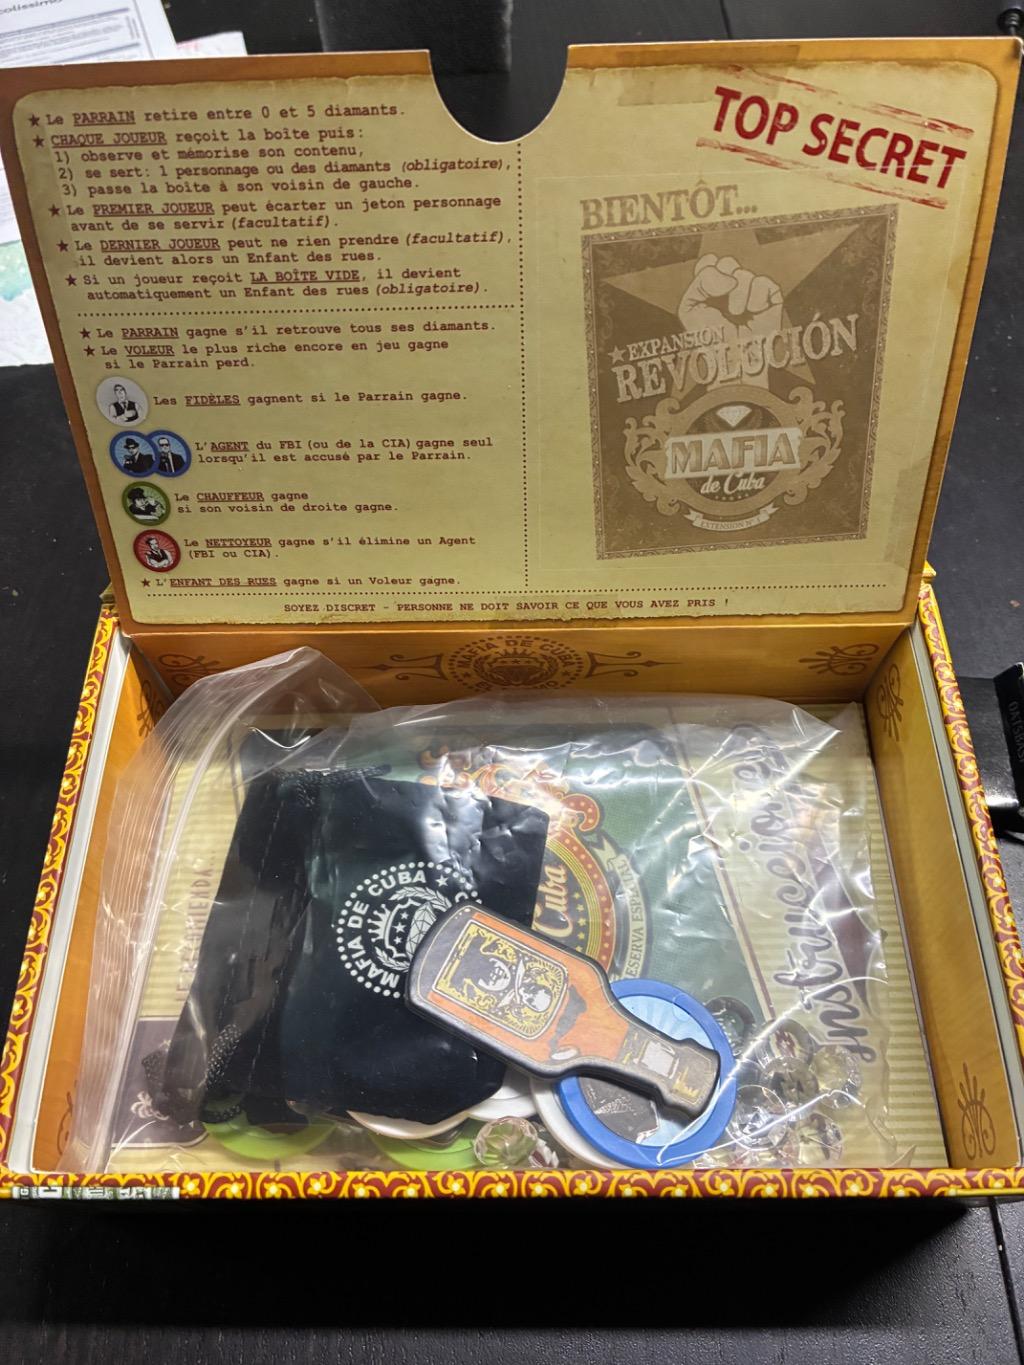 colissimo
★ Le PARRAIN retire entre 0 et 5 diamants.
★ CHAQUE JOUEUR reçoit la boîte puis :
1) observe et mémorise son contenu,
2) se sert : 1 personnage ou des diamants (obligatoire),
3) passe la boîte à son voisin de gauche.
★ Le PREMIER JOUEUR peut écarter un jeton personnage
avant de se servir (facultatif).
★ Le DERNIER JOUEUR peut ne rien prendre (facultatif),
il devient alors un Enfant des rues.
★ Si un joueur reçoit LA BOÎTE VIDE, il devient
automatiquement un Enfant des rues (obligatoire).
★ Le PARRAIN gagne s'il retrouve tous ses diamants.
★ Le VOLEUR le plus riche encore en jeu gagne
si le Parrain perd.
Les FIDÈLES gagnent si le Parrain gagne.
L'AGENT du FBI (ou de la CIA) gagne seul
lorsqu'il est accusé par le Parrain.
Le CHAUFFEUR gagne
si son voisin de droite gagne.
Le NETTOYEUR gagne s'il élimine un Agent
(FBI ou CIA).
★ L'ENFANT DES RUES gagne si un Voleur gagne.
SOYEZ DISCRET - PERSONNE NE DOIT SAVOIR CE QUE VOUS AVEZ PRIS !
TOP SECRET
BIENTÔT...
★ EXPANSION
REVOLUCIÓN
MAFIA
de Cuba
EXTENSION N°1
MAFIA DE CUBA
MAFIA DE CUBA ★
Cuba
RESERVA ESPECIAL
Instrucciones